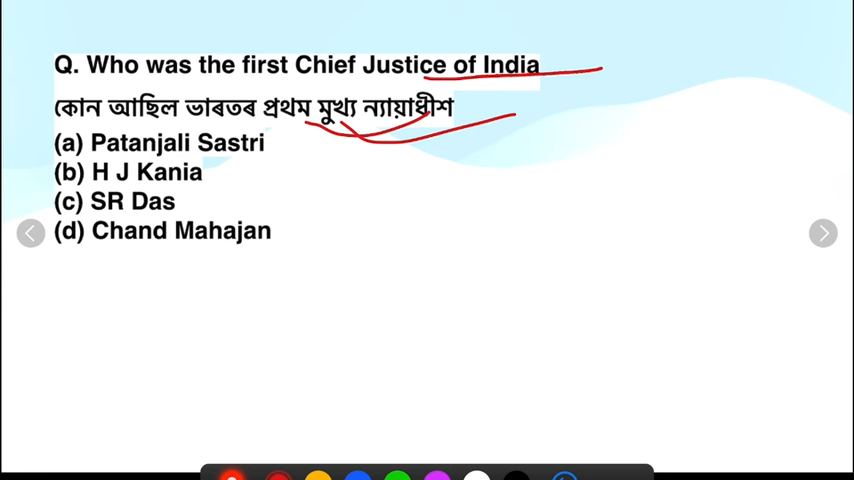 Q. Who was the first Chief Justice of India
কোন আছিল ভাৰতৰ প্ৰথম মুখ্য ন্যায়াধীশ
(a) Patanjali Sastri
(b) H J Kania
(c) SR Das
(d) Chand Mahajan